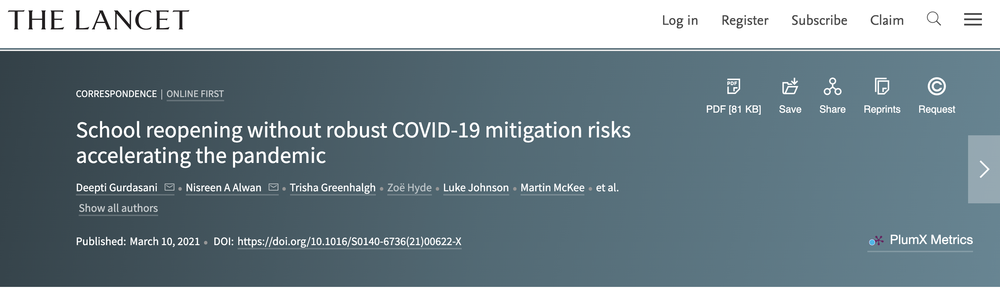 THE LANCET Log in Register Subscribe Claim
CORRESPONDENCE | ONLINE FIRST
PDF
PDF [81 KB] Save Share Reprints Request
School reopening without robust COVID-19 mitigation risks
accelerating the pandemic
Deepti Gurdasani • Nisreen A Alwan • Trisha Greenhalgh • Zoë Hyde • Luke Johnson • Martin McKee • et al.
Show all authors
Published: March 10, 2021 • DOI: https://doi.org/10.1016/S0140-6736(21)00622-X
PlumX Metrics